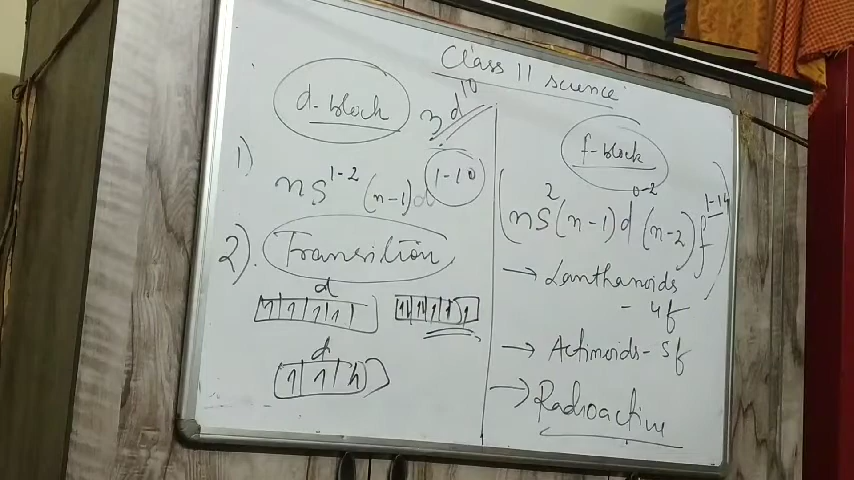 Class 11 science
d-block
3d¹⁰
1) ns¹⁻² (n-1)d¹⁻¹⁰
2). Transition
d
d
f-block
(ns² (n-1)d⁰⁻² (n-2)f¹⁻¹⁴)
→ Lanthanoids
- 4f
→ Actinoids - 5f
→ Radioactive